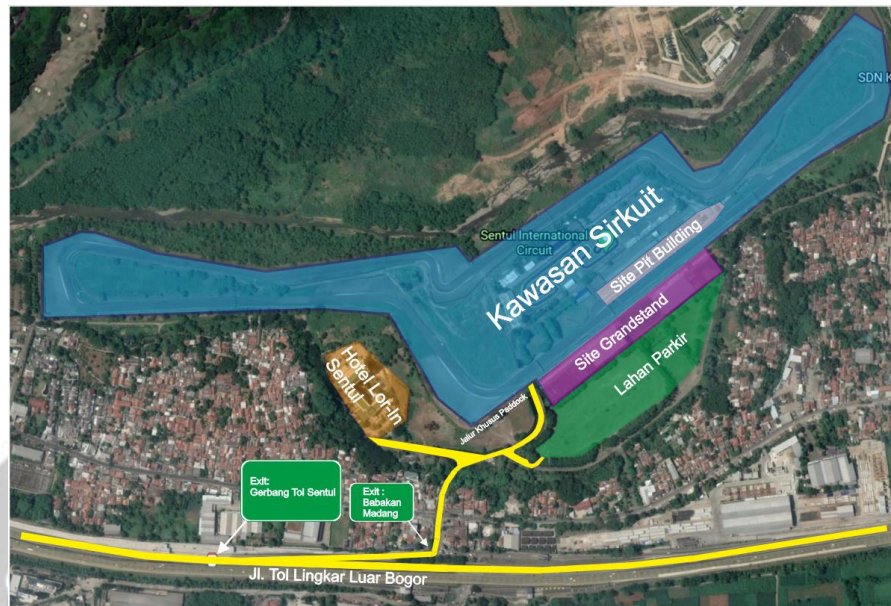 SDN K
Sentul International
Circuit
Kawasan Sirkuit
Site Pit Building
Site Grandstand
Lahan Parkir
Hotel Lor-In
Sentul
Jalur Khusus Paddock
Exit:
Gerbang Tol Sentul
Exit :
Babakan
Madang
Jl. Tol Lingkar Luar Bogor